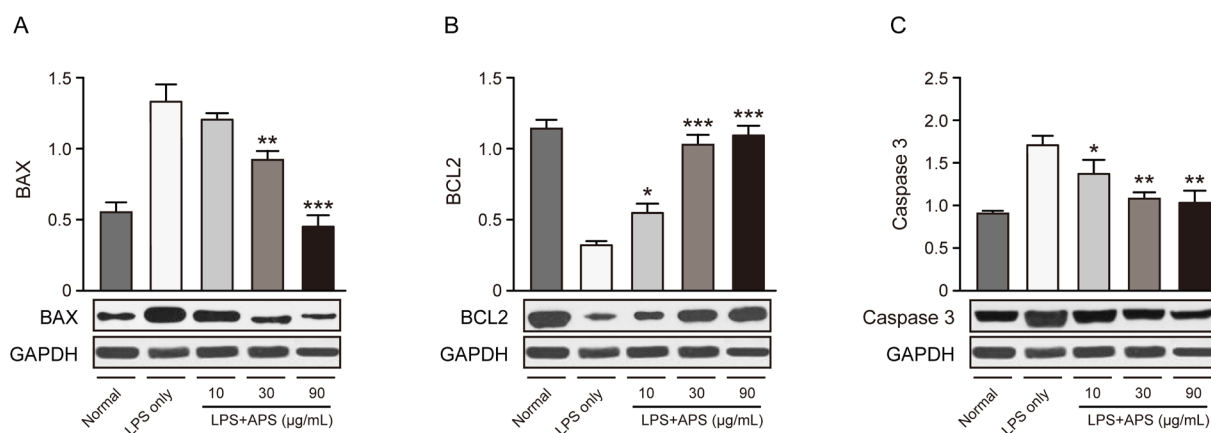 A
1.5
1.0
0.5
0
BAX
**
***
BAX
GAPDH
Normal
LPS only
10
30
90
LPS+APS (μg/mL)
B
1.5
1.0
0.5
0
BCL2
*
***
***
BCL2
GAPDH
Normal
LPS only
10
30
90
LPS+APS (μg/mL)
C
2.5
2.0
1.5
1.0
0.5
0
Caspase 3
*
**
**
Caspase 3
GAPDH
Normal
LPS only
10
30
90
LPS+APS (μg/mL)